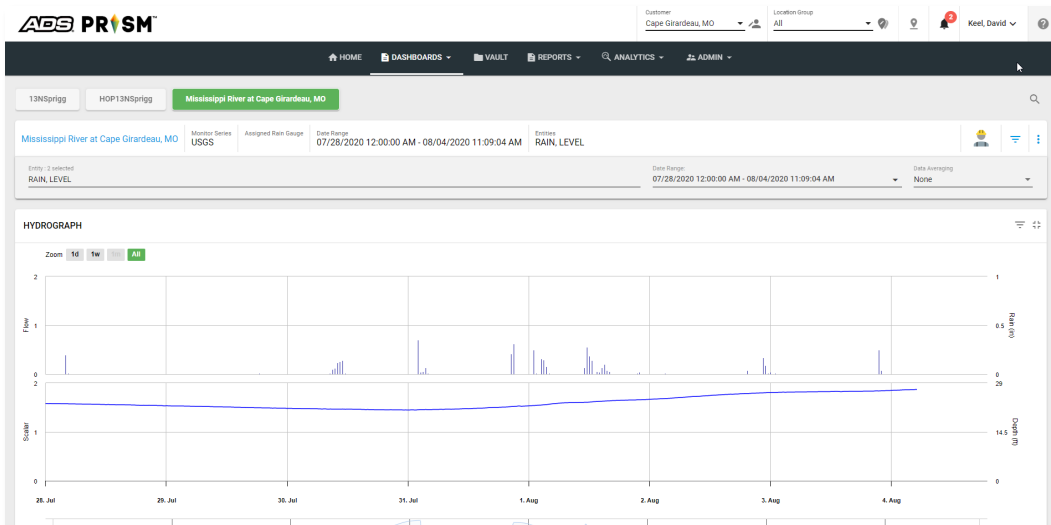 ADS PRISM™
Customer
Cape Girardeau, MO
Location Group
All
2
Keel, David
HOME
DASHBOARDS
VAULT
REPORTS
ANALYTICS
ADMIN
13NSprigg
HOP13NSprigg
Mississippi River at Cape Girardeau, MO
Mississippi River at Cape Girardeau, MO
Monitor Series
USGS
Assigned Rain Gauge
Date Range
07/28/2020 12:00:00 AM - 08/04/2020 11:09:04 AM
Entities
RAIN, LEVEL
Entity : 2 selected
RAIN, LEVEL
Date Range
07/28/2020 12:00:00 AM - 08/04/2020 11:09:04 AM
Data Averaging
None
HYDROGRAPH
Zoom 1d 1w 1m All
2
1
0
Flow
1
0.5
0
Rain (in)
2
1
0
Scalar
29
14.5
0
Depth (ft)
28. Jul 29. Jul 30. Jul 31. Jul 1. Aug 2. Aug 3. Aug 4. Aug